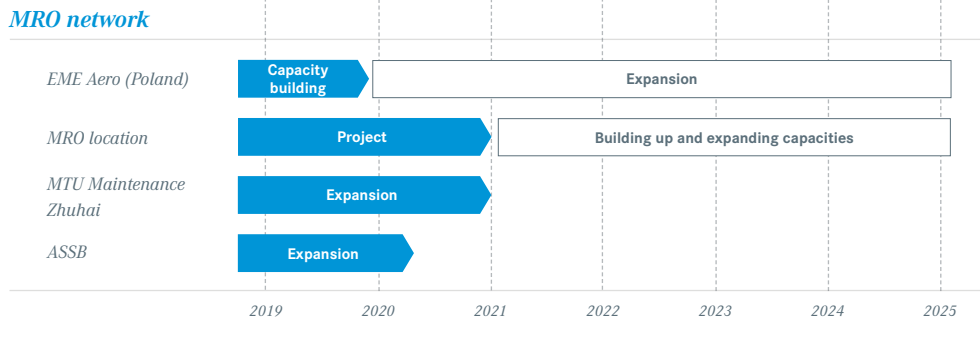 MRO network
EME Aero (Poland)
Capacity
building
Expansion
MRO location
Project
Building up and expanding capacities
MTU Maintenance
Zhuhai
Expansion
ASSB
Expansion
2019 2020 2021 2022 2023 2024 2025